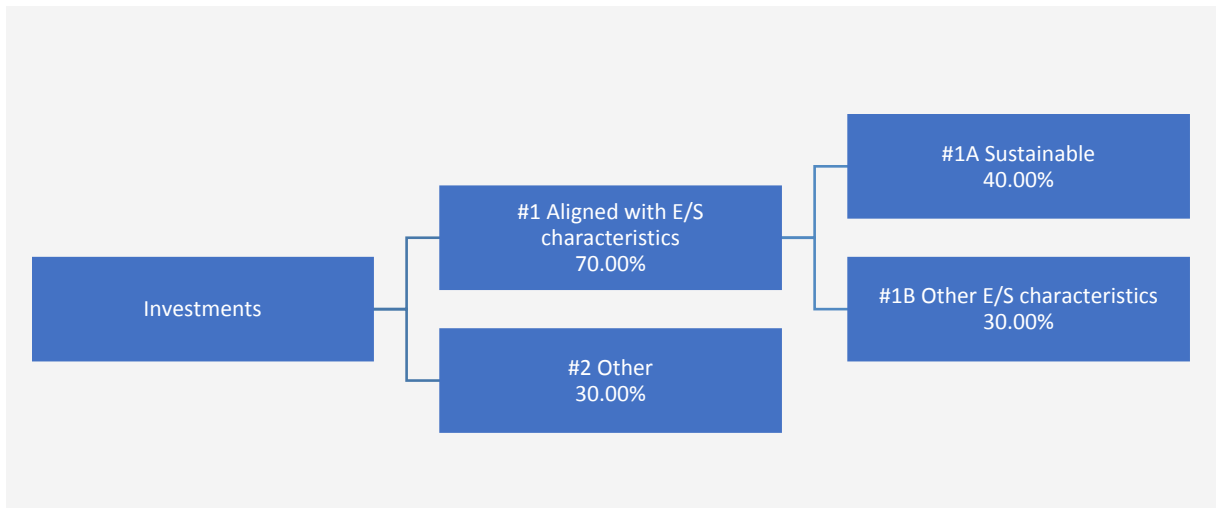 Investments
#1 Aligned with E/S
characteristics
70.00%
#2 Other
30.00%
#1A Sustainable
40.00%
#1B Other E/S characteristics
30.00%